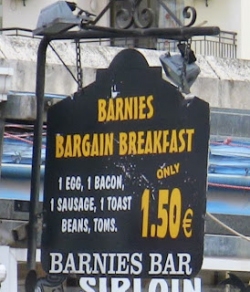 BARNIES
BARGAIN BREAKFAST
ONLY
1 EGG, 1 BACON,
1 SAUSAGE, 1 TOAST
BEANS, TOMS.
1.50€
BARNIES BAR
SIRLOIN